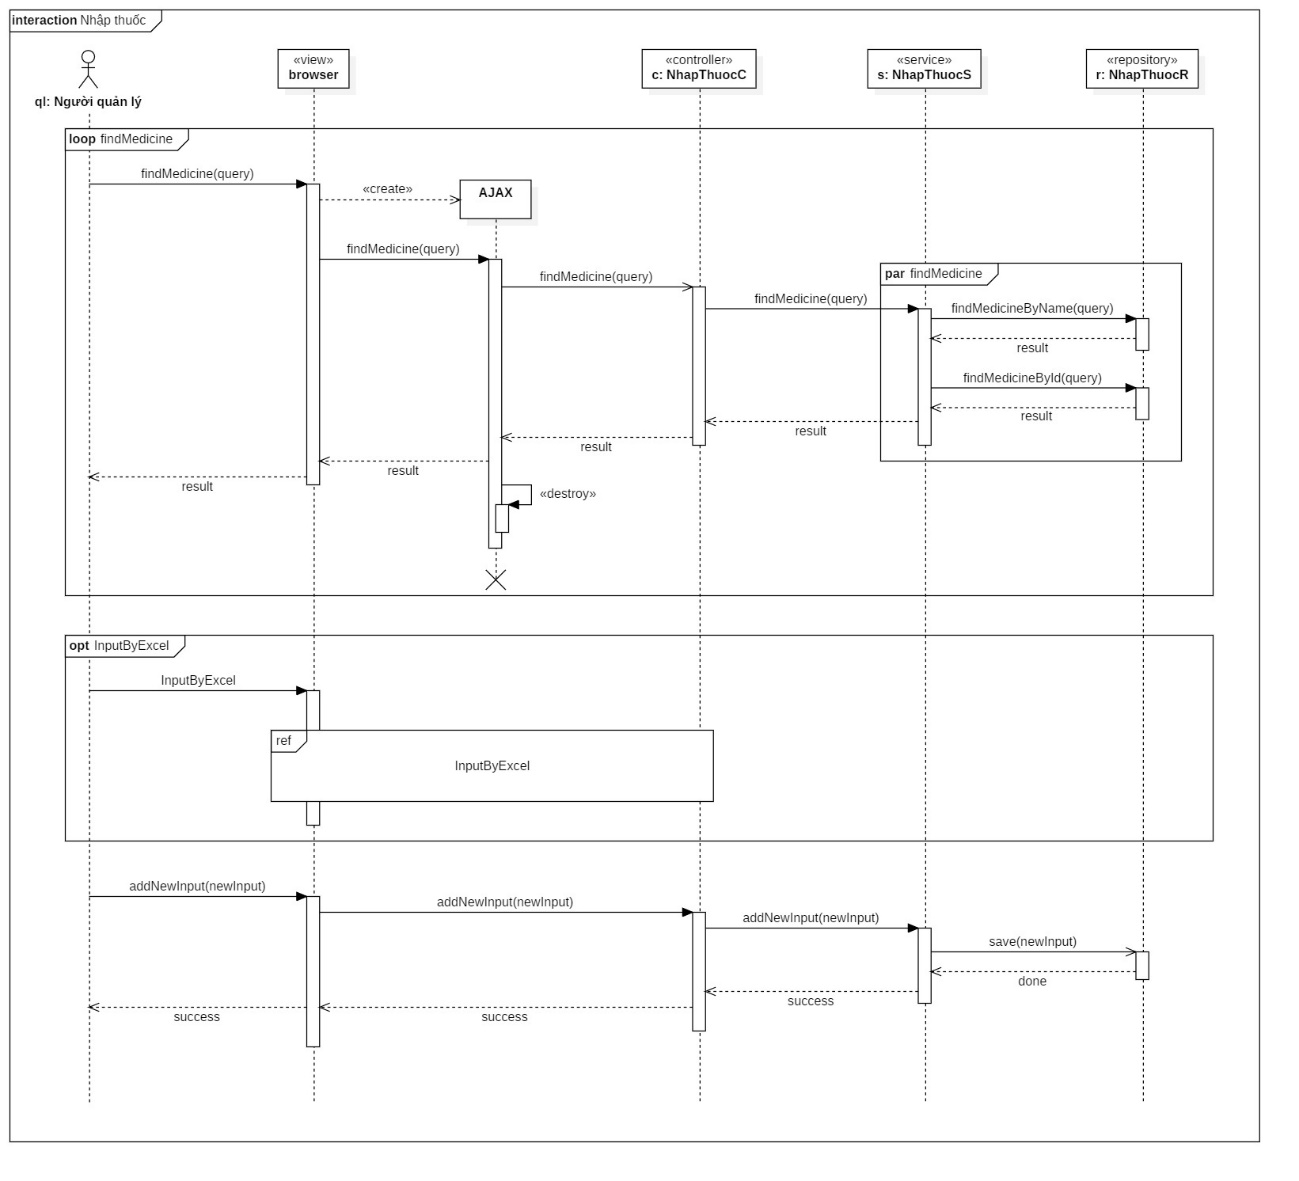 interaction Nhập thuốc
«view»
browser
«controller»
c: NhapThuocC
«service»
s: NhapThuocS
«repository»
r: NhapThuocR
ql: Người quản lý
loop findMedicine
findMedicine(query)
«create»
AJAX
findMedicine(query)
findMedicine(query)
par findMedicine
findMedicine(query)
findMedicineByName(query)
result
findMedicineById(query)
result
result
result
result
result
«destroy»
opt InputByExcel
InputByExcel
ref
InputByExcel
addNewInput(newInput)
addNewInput(newInput)
addNewInput(newInput)
save(newInput)
done
success
success
success